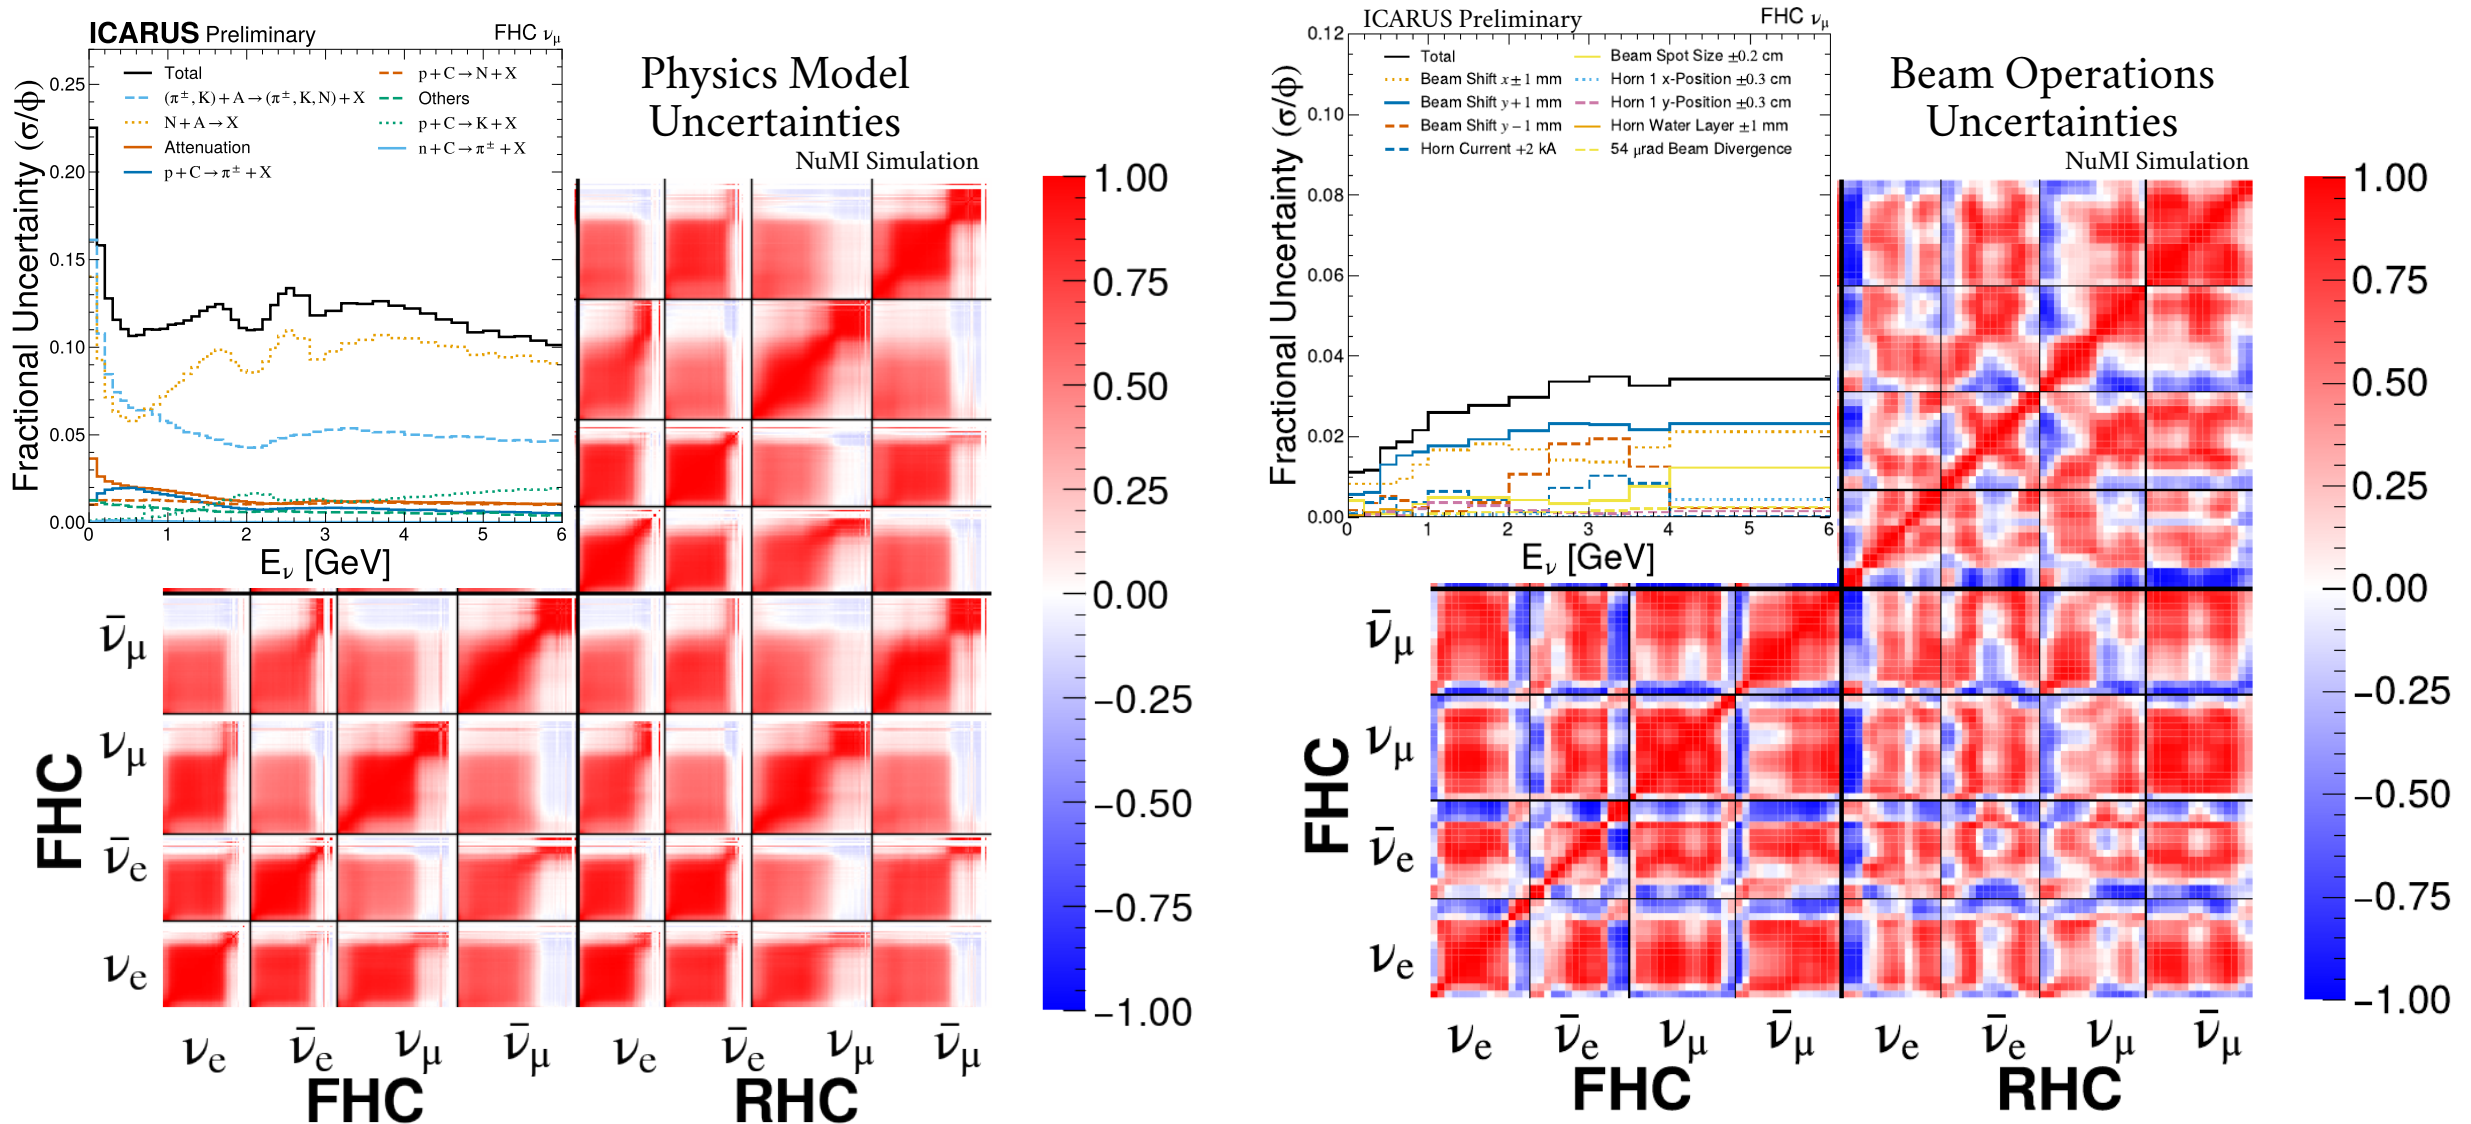 ICARUS Preliminary
FHC νμ
Physics Model
Uncertainties
NuMI Simulation
Fractional Uncertainty (σ/ϕ)
0.25
0.20
0.15
0.10
0.05
0.00
Total
(π±, K) + A → (π±, K, N) + X
N + A → X
Attenuation
p + C → π± + X
p + C → N + X
Others
p + C → K + X
n + C → π± + X
0 1 2 3 4 5 6
Eν [GeV]
1.00
0.75
0.50
0.25
0.00
−0.25
−0.50
−0.75
−1.00
FHC
ν̄μ
νμ
ν̄e
νe
νe ν̄e νμ ν̄μ νe ν̄e νμ ν̄μ
FHC RHC
ICARUS Preliminary
FHC νμ
Beam Operations
Uncertainties
NuMI Simulation
Fractional Uncertainty (σ/ϕ)
0.12
0.10
0.08
0.06
0.04
0.02
0.00
Total
Beam Shift x ± 1 mm
Beam Shift y + 1 mm
Beam Shift y − 1 mm
Horn Current +2 kA
Beam Spot Size ±0.2 cm
Horn 1 x-Position ±0.3 cm
Horn 1 y-Position ±0.3 cm
Horn Water Layer ±1 mm
54 μrad Beam Divergence
0 1 2 3 4 5 6
Eν [GeV]
1.00
0.75
0.50
0.25
0.00
−0.25
−0.50
−0.75
−1.00
FHC
ν̄μ
νμ
ν̄e
νe
νe ν̄e νμ ν̄μ νe ν̄e νμ ν̄μ
FHC RHC